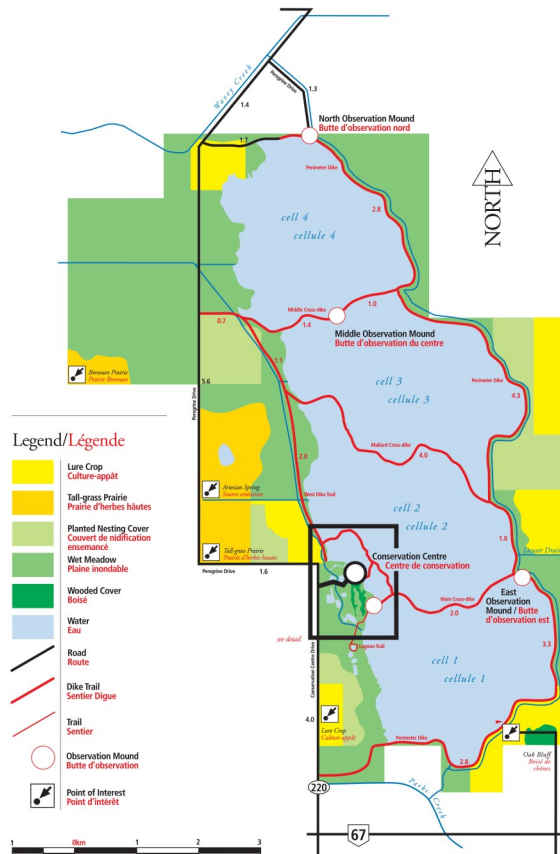 Wavey Creek
Peregrine Drive
1.3
1.4
North Observation Mound
Butte d'observation nord
1.7
Perimeter Dike
NORTH
cell 4
cellule 4
2.8
Middle Cross-dike
1.0
0.7
1.4
Middle Observation Mound
Butte d'observation du centre
1.1
Brennan Prairie
Prairie Brennan
Peregrine Drive
5.6
cell 3
cellule 3
Perimeter Dike
4.3
Mallard Cross-dike
4.0
2.0
Artesian Spring
Source artésienne
West Dike Trail
cell 2
cellule 2
1.0
Dewar Drain
Tall-grass Prairie
Prairie d'herbes hautes
Peregrine Drive
1.6
Conservation Centre
Centre de conservation
Main Cross-dike
2.0
East
Observation
Mound / Butte
d'observation est
see detail
Lagoon Trail
cell 1
cellule 1
3.3
Conservation Centre Drive
4.0
Lure Crop
Culture-appât
Perimeter Dike
2.8
Oak Bluff
Boisé de
chênes
Parks Creek
220
67
Legend/Légende
Lure Crop
Culture-appât
Tall-grass Prairie
Prairie d'herbes hâutes
Planted Nesting Cover
Couvert de nidification
ensemancé
Wet Meadow
Plaine inondable
Wooded Cover
Boisé
Water
Eau
Road
Route
Dike Trail
Sentier Digue
Trail
Sentier
Observation Mound
Butte d'observation
Point of Interest
Point d'intérêt
1 0km 1 2 3